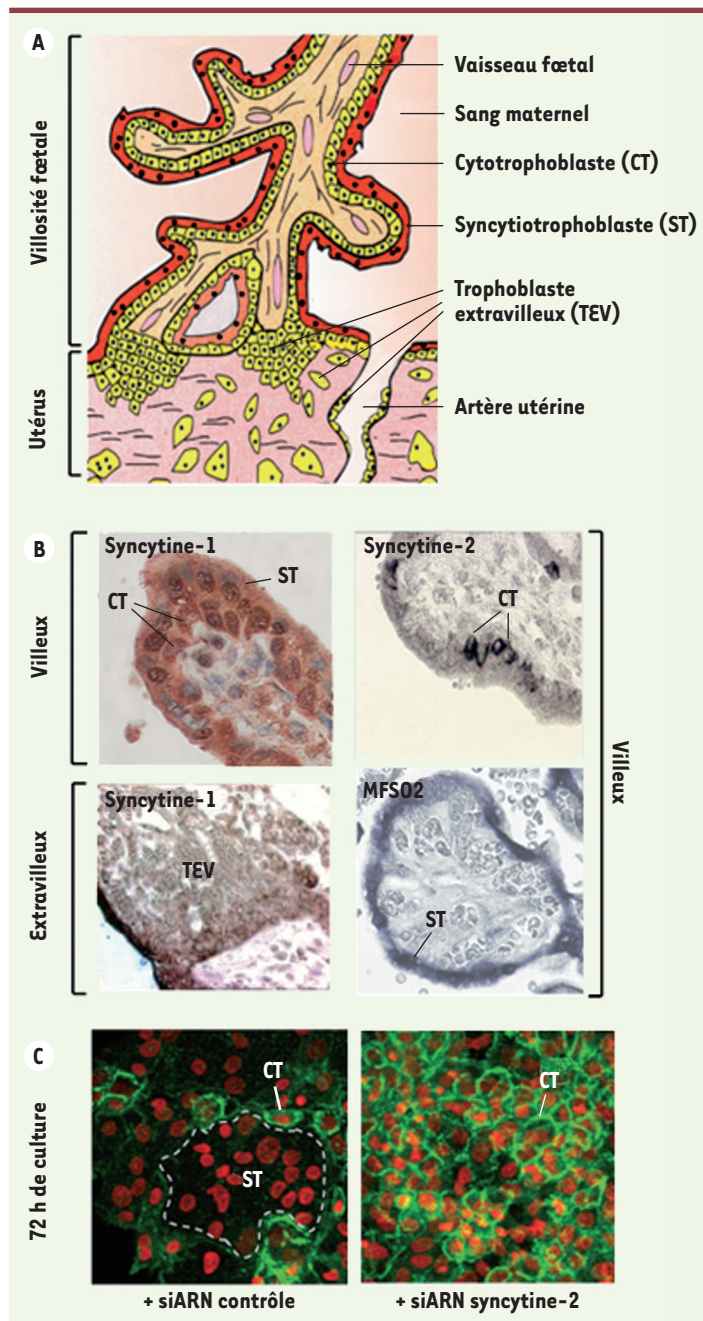 A
Villosité fœtale
Utérus
Vaisseau fœtal
Sang maternel
Cytotrophoblaste (CT)
Syncytiotrophoblaste (ST)
Trophoblaste
extravilleux (TEV)
Artère utérine
B
Villeux
Syncytine-1
ST
CT
Syncytine-2
CT
Extravilleux
Syncytine-1
TEV
MFSD2
ST
Villeux
C
72 h de culture
CT
ST
CT
+ siARN contrôle
+ siARN syncytine-2